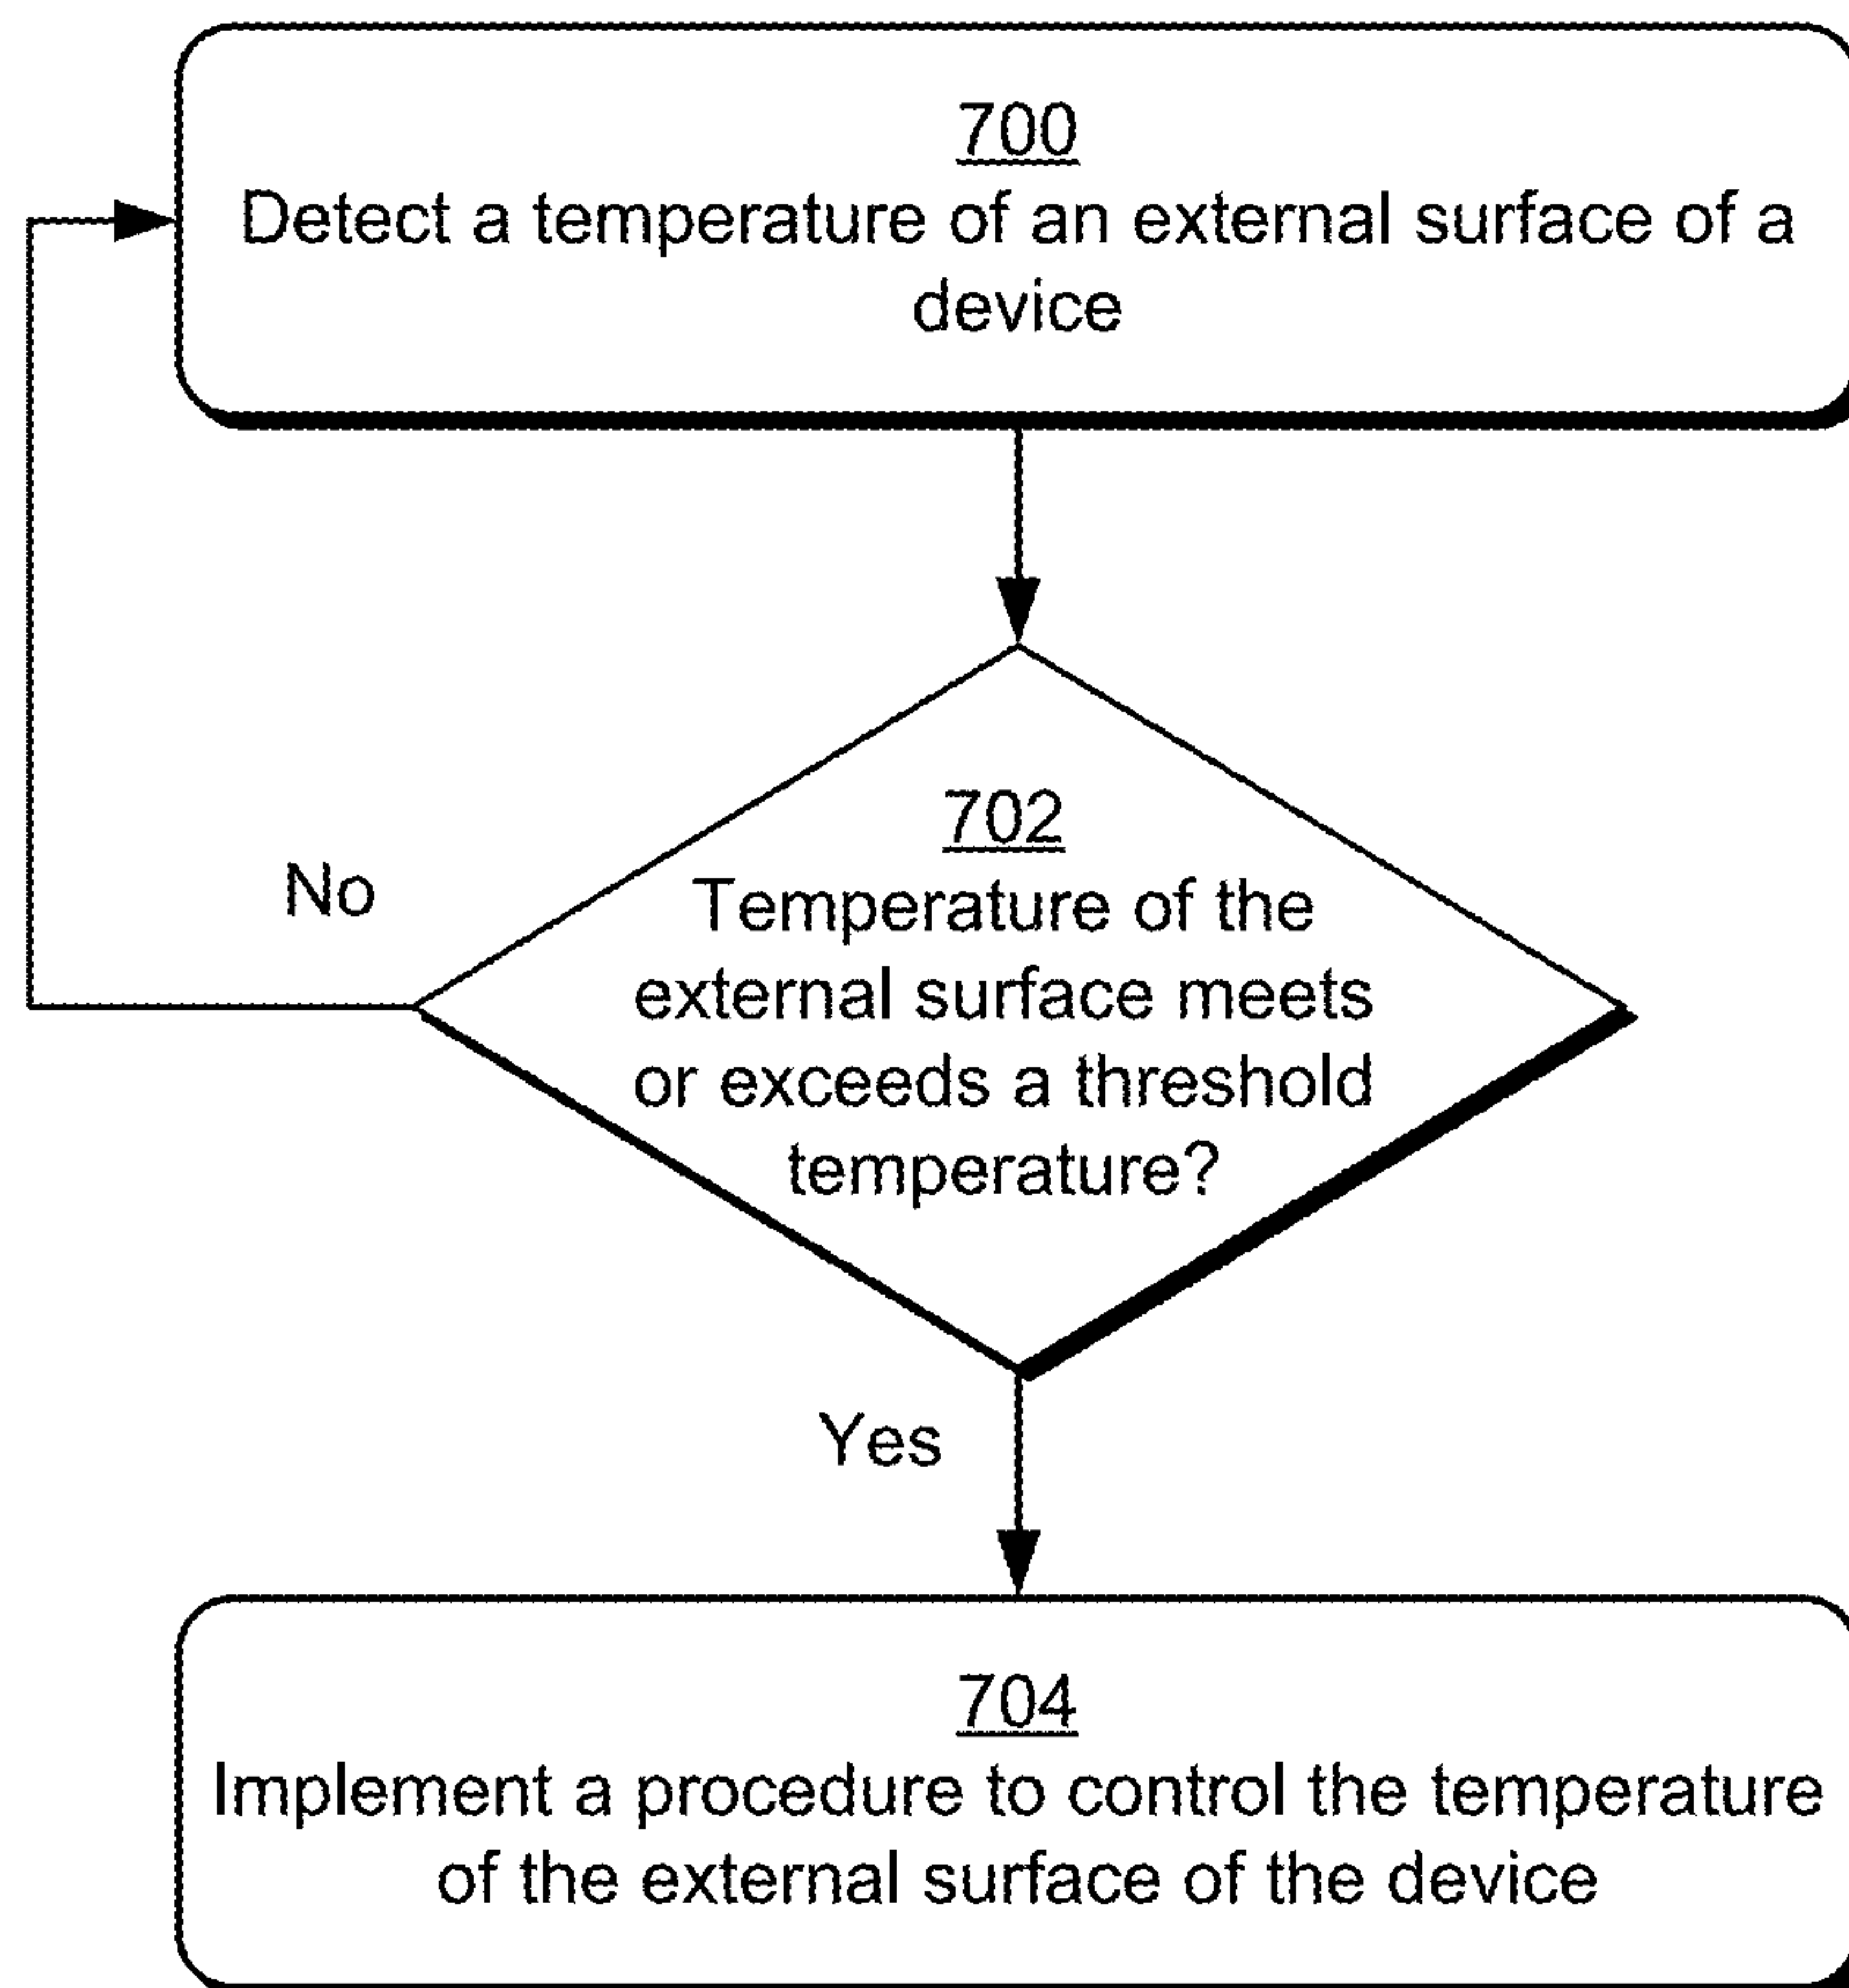 700
Detect a temperature of an external surface of a
device
702
Temperature of the
external surface meets
or exceeds a threshold
temperature?
No
Yes
704
Implement a procedure to control the temperature
of the external surface of the device